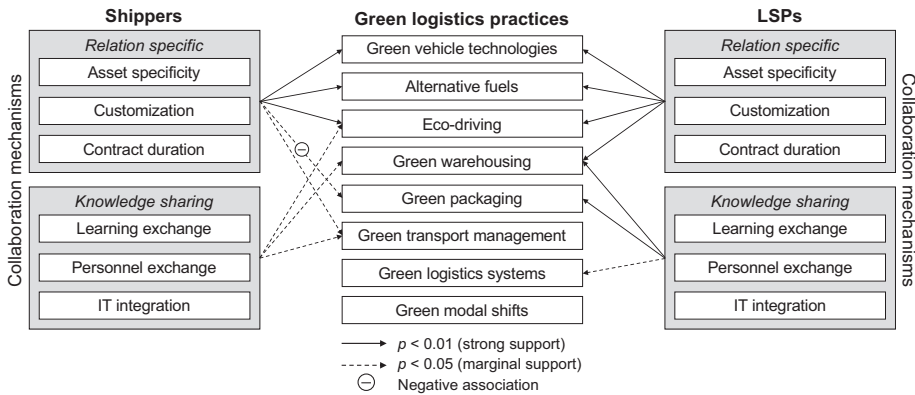 Shippers
Green logistics practices
LSPs
Collaboration mechanisms
Relation specific
Asset specificity
Customization
Contract duration
Knowledge sharing
Learning exchange
Personnel exchange
IT integration
Green vehicle technologies
Alternative fuels
Eco-driving
Green warehousing
Green packaging
Green transport management
Green logistics systems
Green modal shifts
Relation specific
Asset specificity
Customization
Contract duration
Knowledge sharing
Learning exchange
Personnel exchange
IT integration
Collaboration mechanisms
p < 0.01 (strong support)
p < 0.05 (marginal support)
Negative association